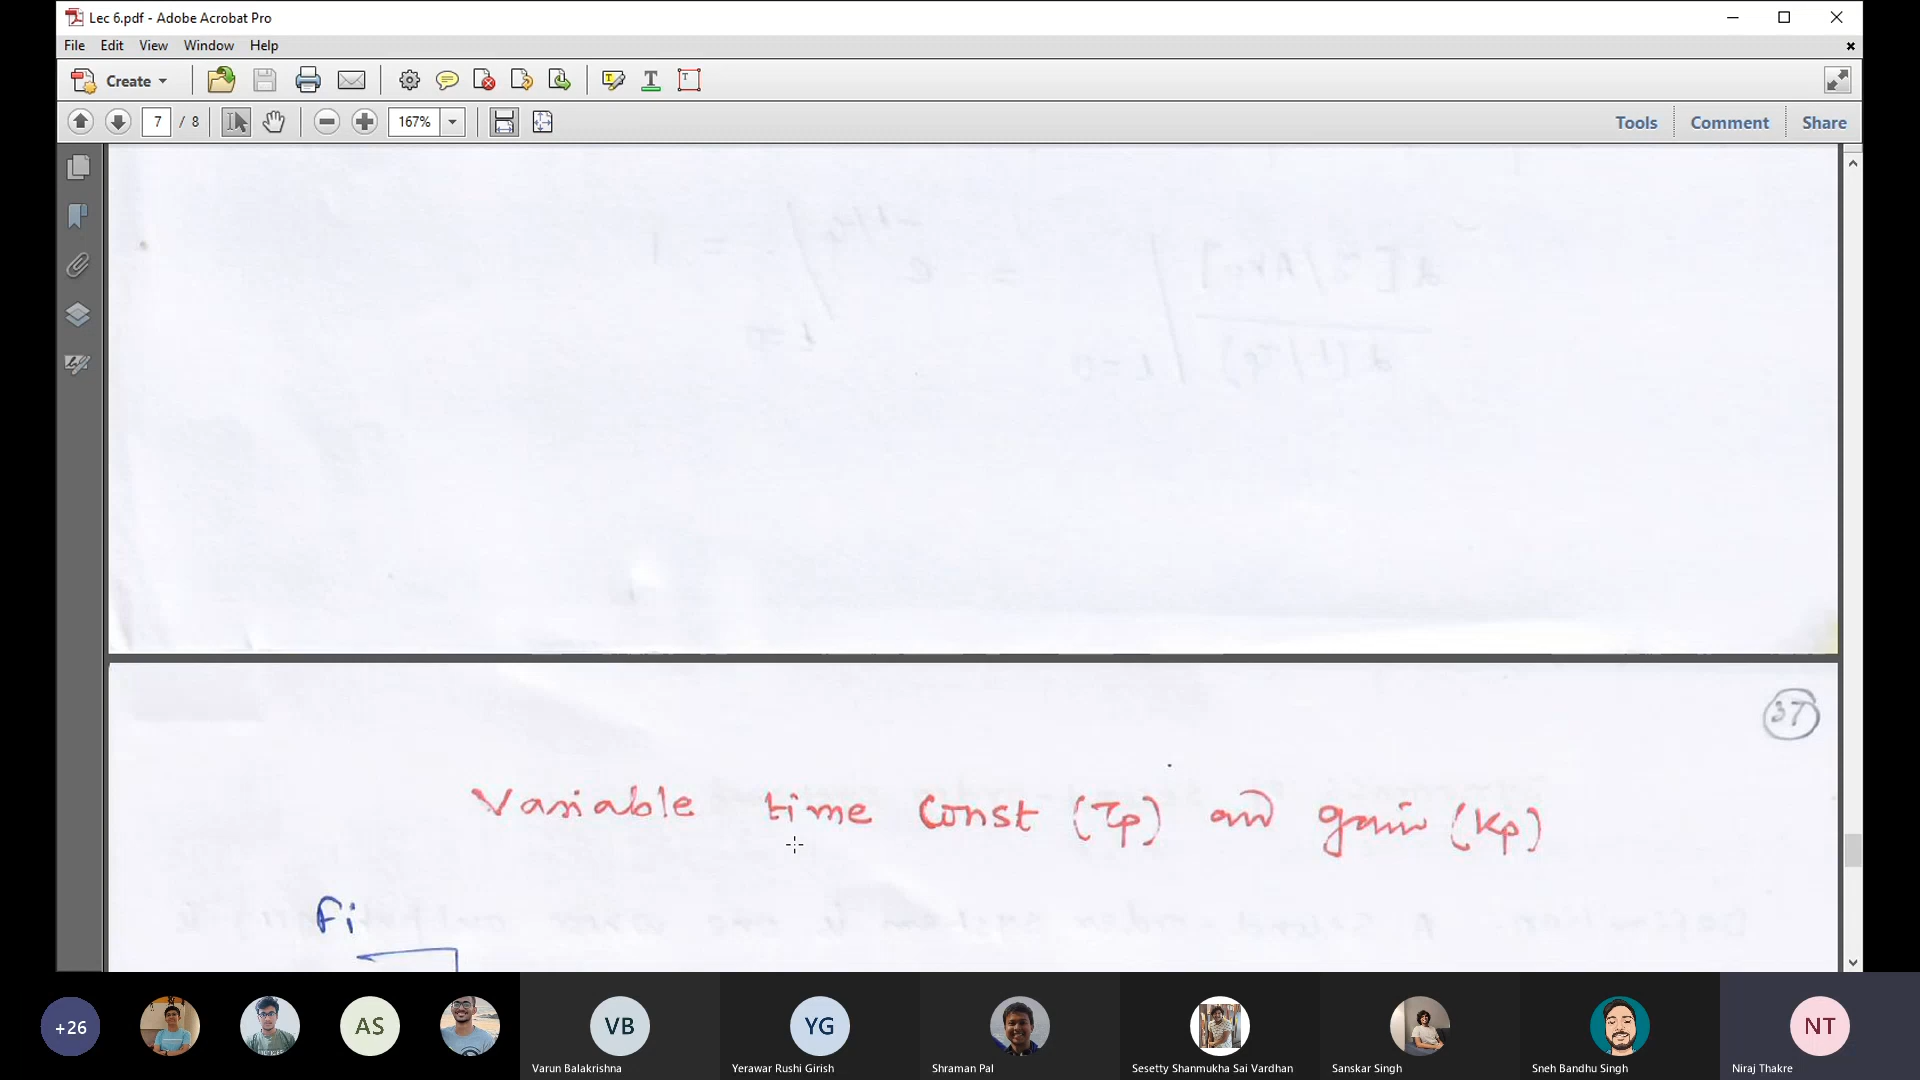 Lec 6.pdf - Adobe Acrobat Pro
File Edit View Window Help
Create
7 / 8 167% Tools Comment Share
37
Variable time const (τp) and gain (Kp)
Fi
+26 AS VB YG NT
Varun Balakrishna Yerawar Rushi Girish Shraman Pal Sesetty Shanmukha Sai Vardhan Sanskar Singh Sneh Bandhu Singh Niraj Thakre